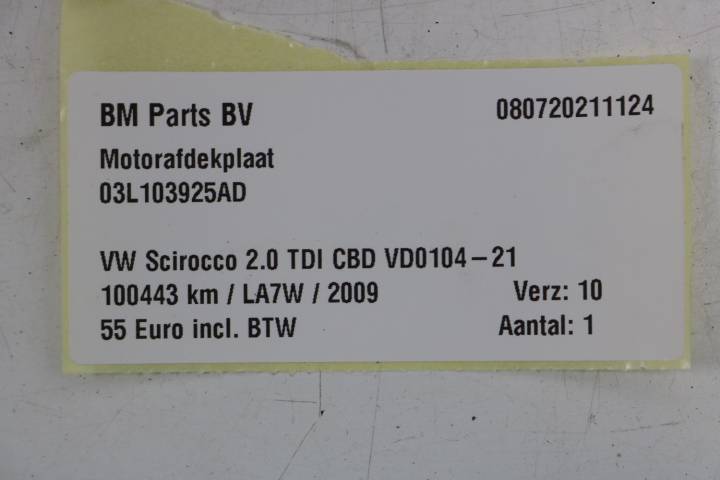 BM Parts BV 080720211124
Motorafdekplaat
03L103925AD
VW Scirocco 2.0 TDI CBD VD0104-21
100443 km / LA7W / 2009 Verz: 10
55 Euro incl. BTW Aantal: 1